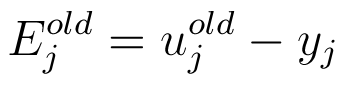 $E_j^{old} = u_j^{old} - y_j$